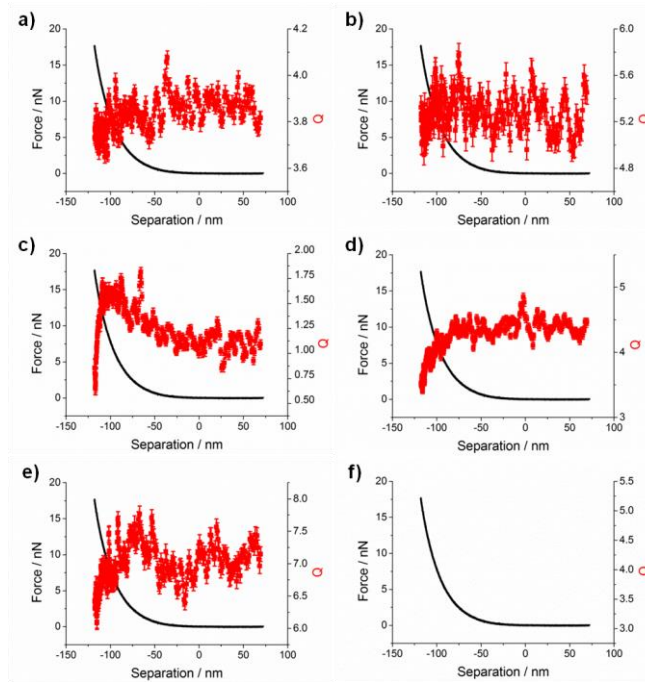 a)
20
15
10
5
0
Force / nN
4.2
4.0
3.8
3.6
Q
-150 -100 -50 0 50 100
Separation / nm
b)
20
15
10
5
0
Force / nN
6.0
5.6
5.2
4.8
Q
-150 -100 -50 0 50 100
Separation / nm
c)
20
15
10
5
0
Force / nN
2.00
1.75
1.50
1.25
1.00
0.75
0.50
Q
-150 -100 -50 0 50 100
Separation / nm
d)
20
15
10
5
0
Force / nN
5
4
3
Q
-150 -100 -50 0 50 100
Separation / nm
e)
20
15
10
5
0
Force / nN
8.0
7.5
7.0
6.5
6.0
Q
-150 -100 -50 0 50 100
Separation / nm
f)
20
15
10
5
0
Force / nN
5.5
5.0
4.5
4.0
3.5
3.0
Q
-150 -100 -50 0 50 100
Separation / nm